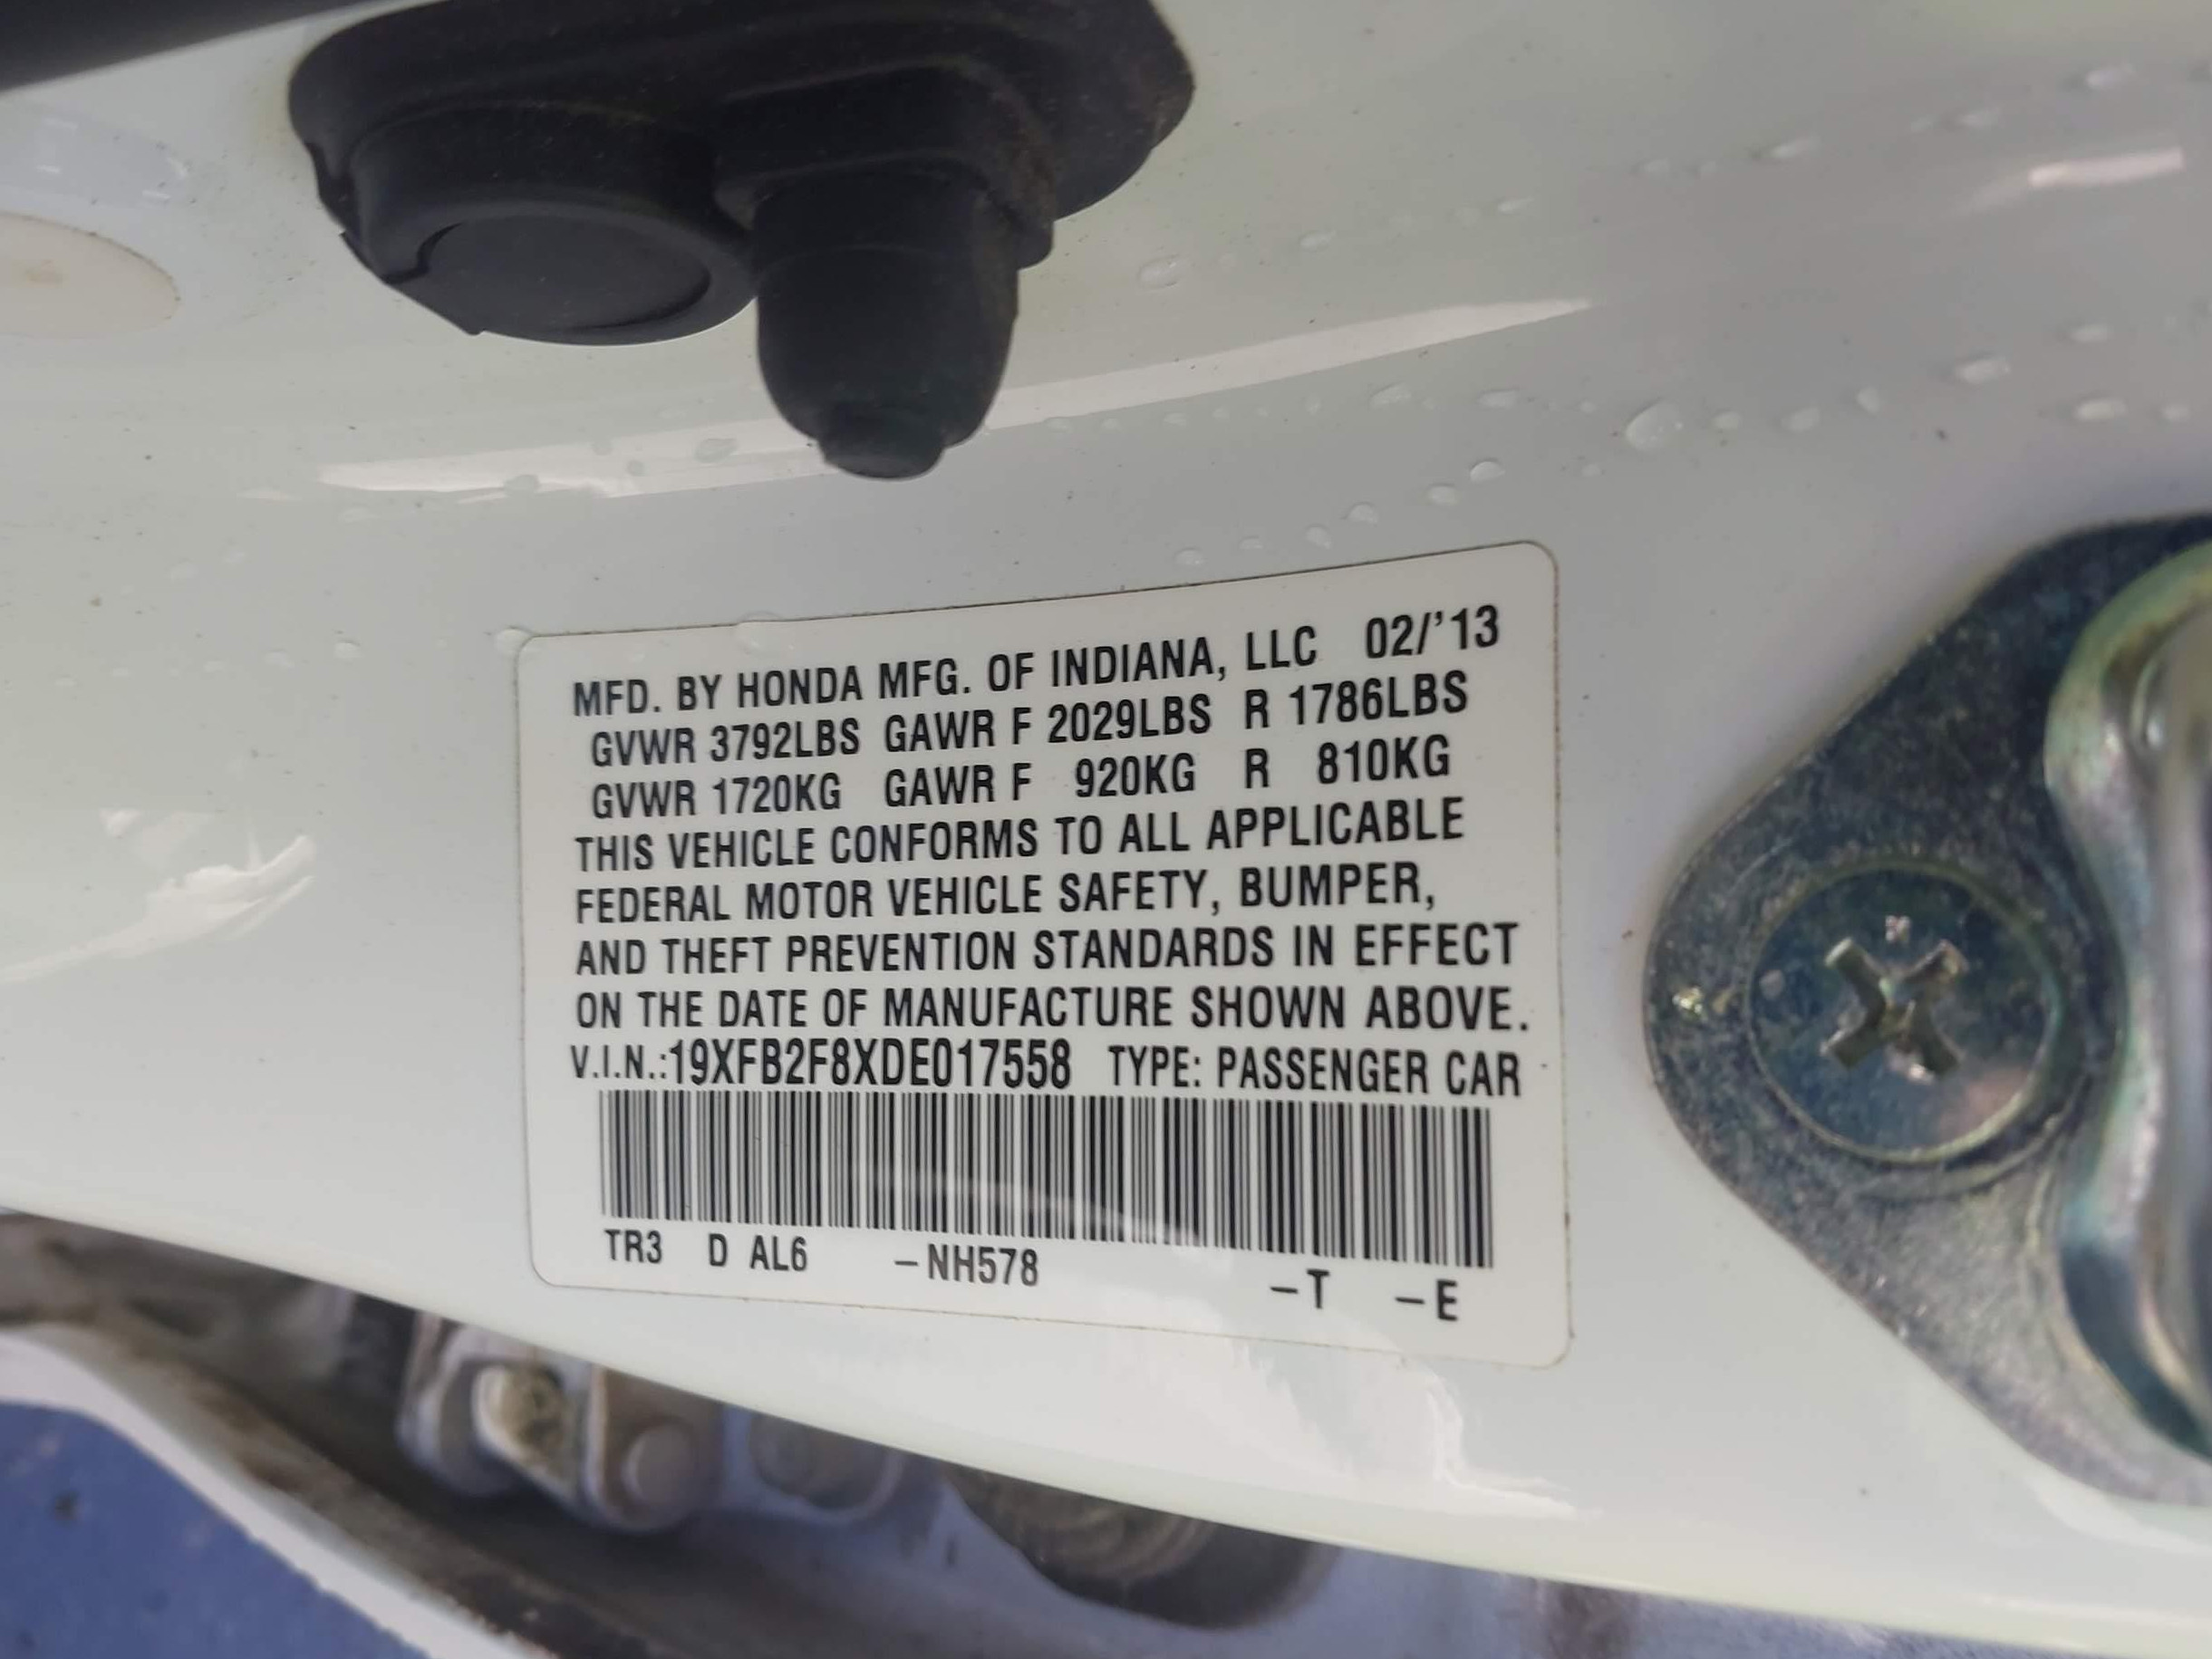 MFD. BY HONDA MFG. OF INDIANA, LLC 02/'13
GVWR 3792LBS GAWR F 2029LBS R 1786LBS
GVWR 1720KG GAWR F 920KG R 810KG
THIS VEHICLE CONFORMS TO ALL APPLICABLE
FEDERAL MOTOR VEHICLE SAFETY, BUMPER,
AND THEFT PREVENTION STANDARDS IN EFFECT
ON THE DATE OF MANUFACTURE SHOWN ABOVE.
V.I.N.:19XFB2F8XDE017558 TYPE: PASSENGER CAR
TR3 D AL6 –NH578 –T –E